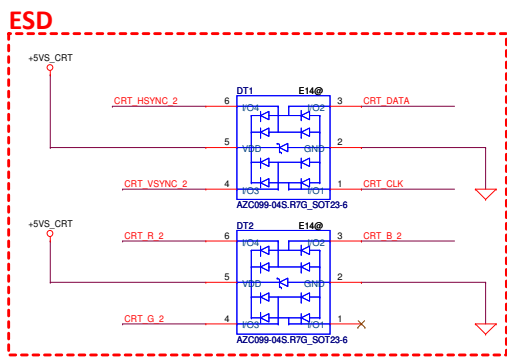 ESD
+5VS_CRT
DT1 E14@
CRT_HSYNC_2 6 I/O4 I/O2 3 CRT_DATA
5 VDD GND 2
CRT_VSYNC_2 4 I/O3 I/O1 1 CRT_CLK
AZC099-04S.R7G_SOT23-6
+5VS_CRT
DT2 E14@
CRT_R_2 6 I/O4 I/O2 3 CRT_B_2
5 VDD GND 2
CRT_G_2 4 I/O3 I/O1 1
AZC099-04S.R7G_SOT23-6